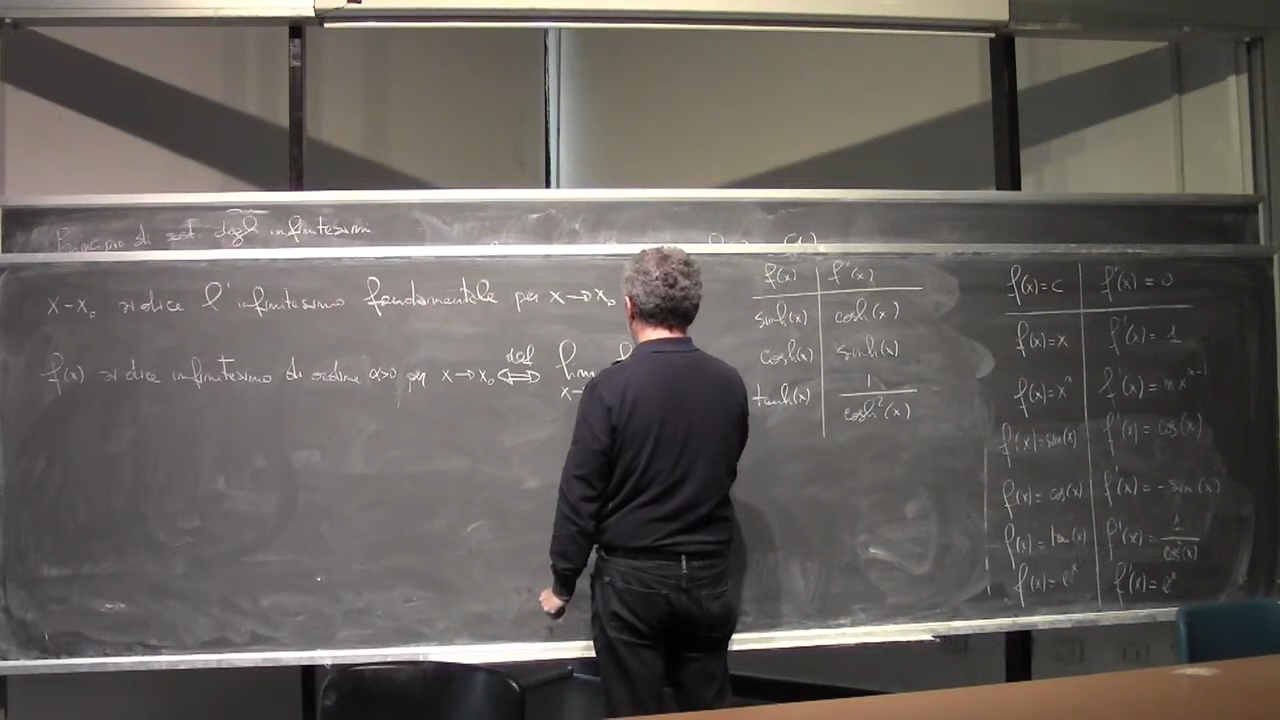 Principio di sost. degli infinitesimi
x-x₀ si dice l'infinitesimo fondamentale per x→x₀
f(x) si dice infinitesimo di ordine α>0 per x→x₀ ⇔ def lim
x→
f(x) f'(x)
sinh(x) cosh(x)
cosh(x) sinh(x)
tanh(x) 1/cosh²(x)
f(x)=c f'(x)=0
f(x)=x f'(x)=1
f(x)=xⁿ f'(x)=nxⁿ⁻¹
f(x)=sin(x) f'(x)=cos(x)
f(x)=cos(x) f'(x)=-sin(x)
f(x)=tan(x) f'(x)=1/cos²(x)
f(x)=eˣ f'(x)=eˣ